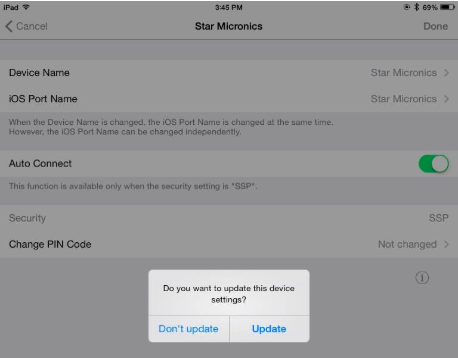 iPad 3:45 PM 69%
Cancel Star Micronics Done
Device Name Star Micronics
iOS Port Name Star Micronics
When the Device Name is changed, the iOS Port Name is changed at the same time.
However, the iOS Port Name can be changed independently.
Auto Connect
This function is available only when the security setting is "SSP".
Security SSP
Change PIN Code Not changed
Do you want to update this device
settings?
Don't update Update